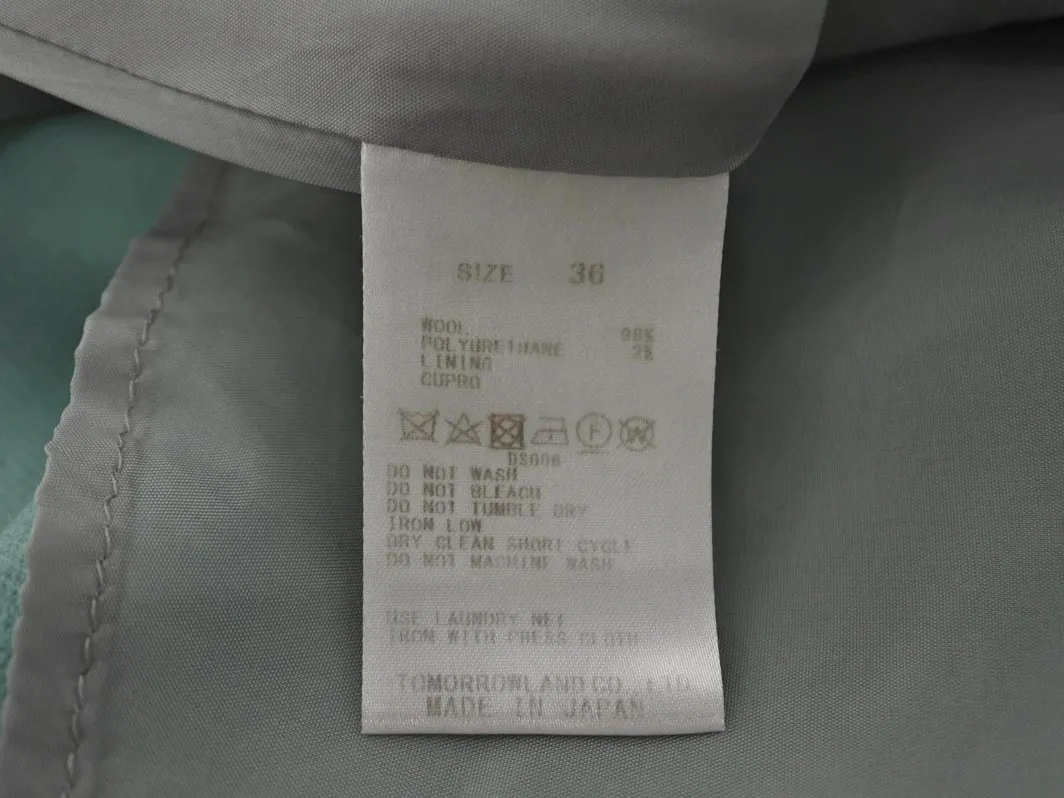 SIZE 36
WOOL 98%
POLYURETHANE 2%
LINING
CUPRO
F W
DS006
DO NOT WASH
DO NOT BLEACH
DO NOT TUMBLE DRY
IRON LOW
DRY CLEAN SHORT CYCLE
DO NOT MACHINE WASH
USE LAUNDRY NET
IRON WITH PRESS CLOTH
TOMORROWLAND CO., LTD
MADE IN JAPAN